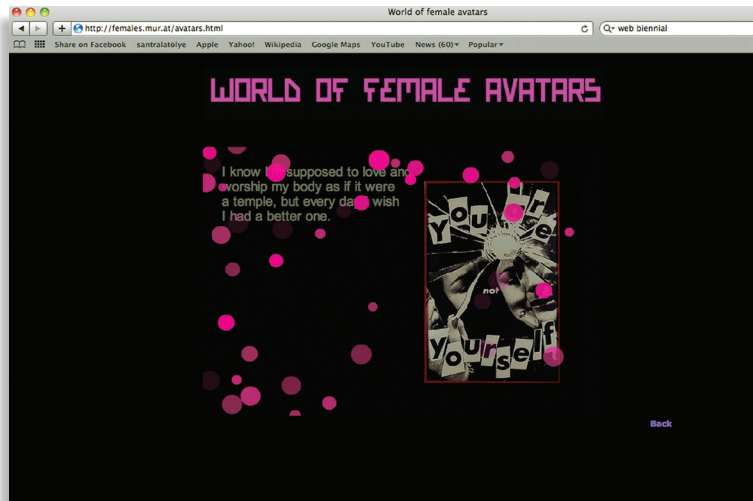 World of female avatars
http://females.mur.at/avatars.html
web biennial
Share on Facebook santralatölye Apple Yahoo! Wikipedia Google Maps YouTube News (60) Popular
WORLD OF FEMALE AVATARS
I know I'm supposed to love and
worship my body as if it were
a temple, but every day I wish
I had a better one.
You are
not
yourself
Back